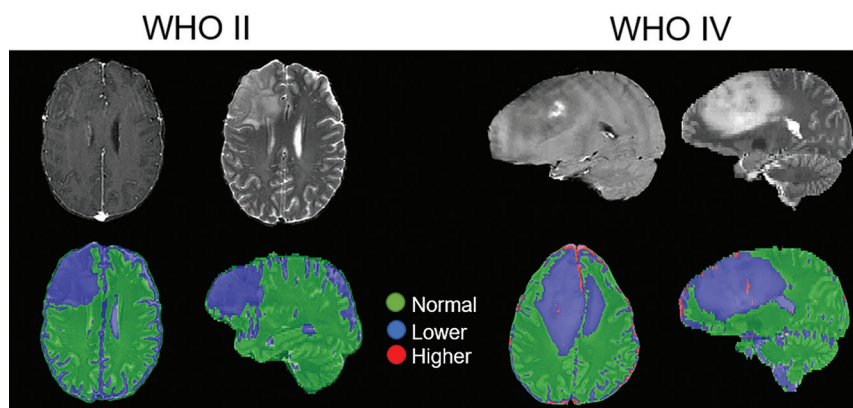 WHO II
WHO IV
Normal
Lower
Higher